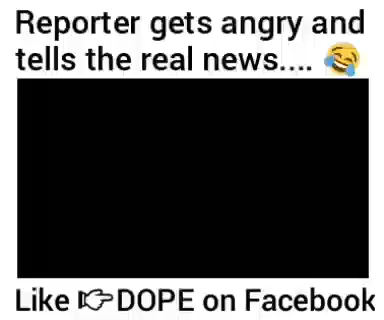 Reporter gets angry and
tells the real news.... 😂
Like 👉DOPE on Facebook